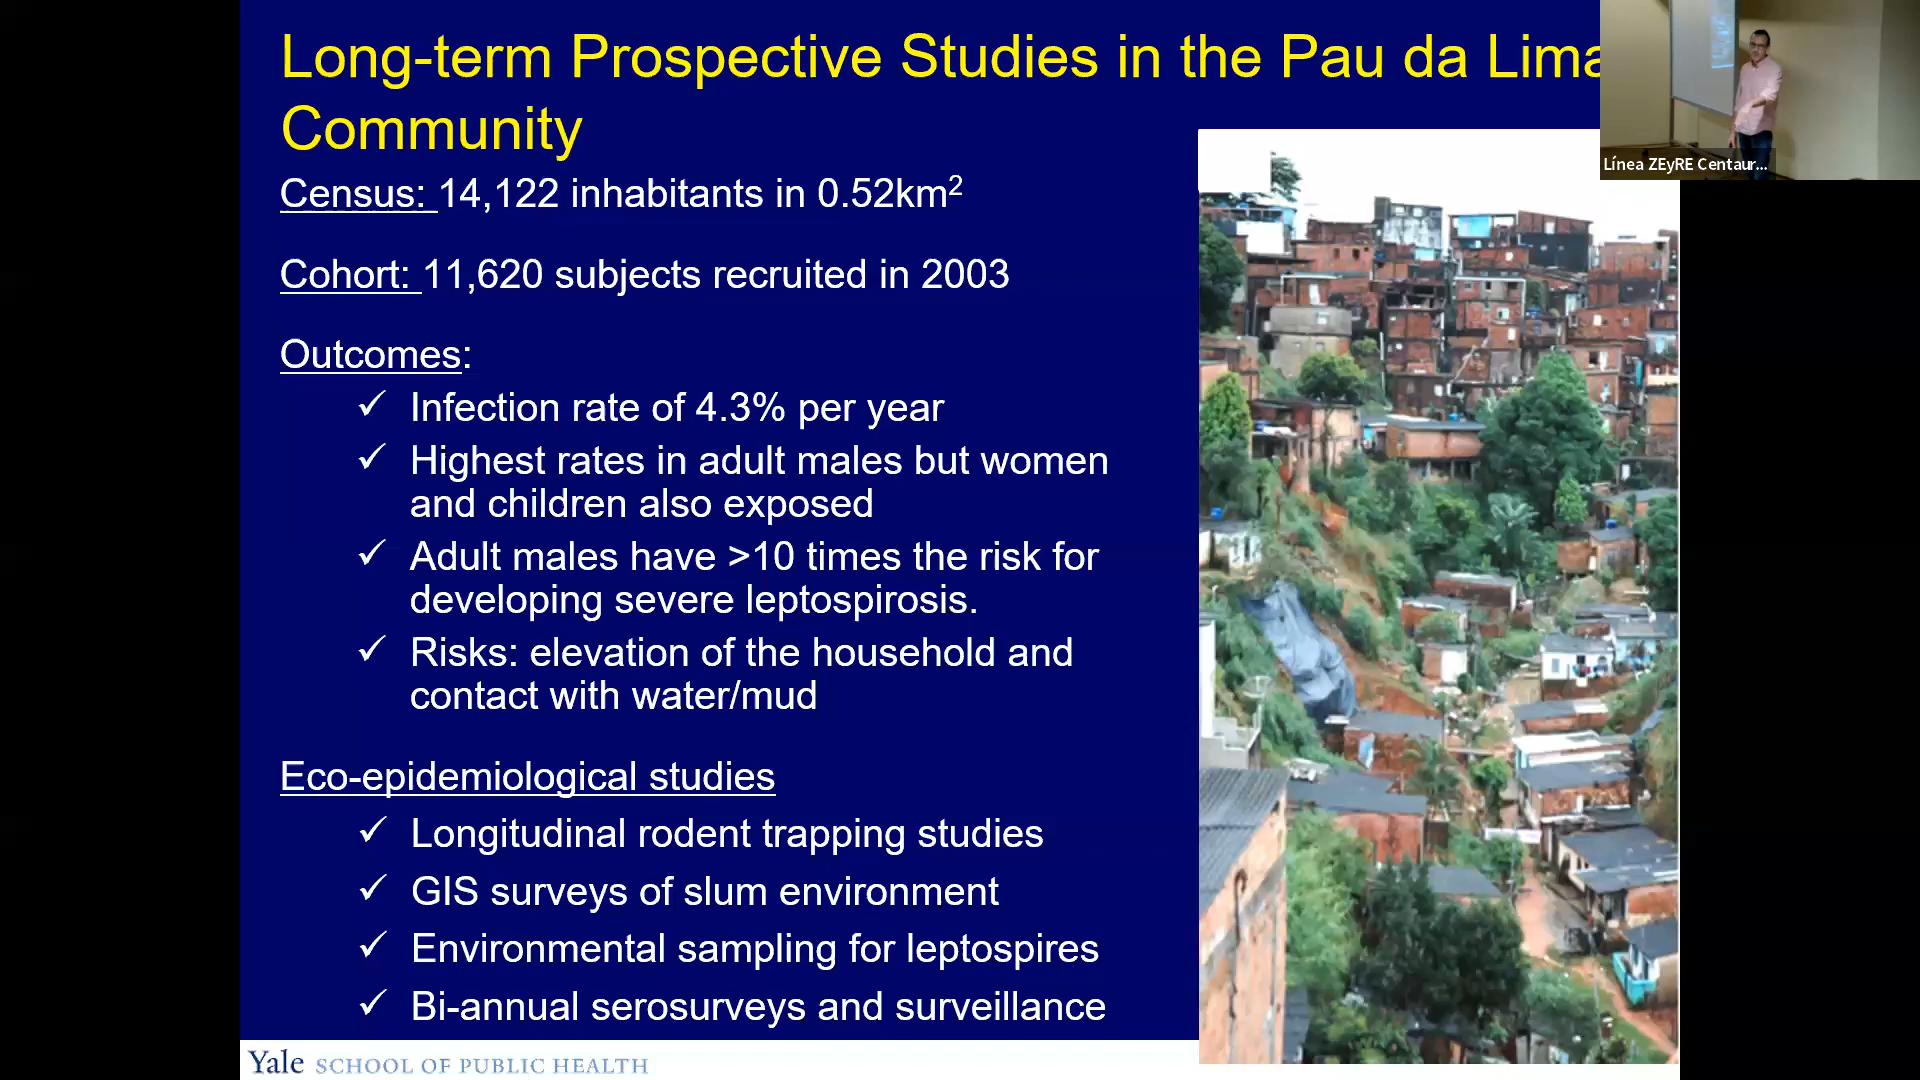 Long-term Prospective Studies in the Pau da Lima
Community
Línea ZEyRE Centaur...
Census: 14,122 inhabitants in 0.52km²
Cohort: 11,620 subjects recruited in 2003
Outcomes:
✓ Infection rate of 4.3% per year
✓ Highest rates in adult males but women
and children also exposed
✓ Adult males have >10 times the risk for
developing severe leptospirosis.
✓ Risks: elevation of the household and
contact with water/mud
Eco-epidemiological studies
✓ Longitudinal rodent trapping studies
✓ GIS surveys of slum environment
✓ Environmental sampling for leptospires
✓ Bi-annual serosurveys and surveillance
Yale SCHOOL OF PUBLIC HEALTH